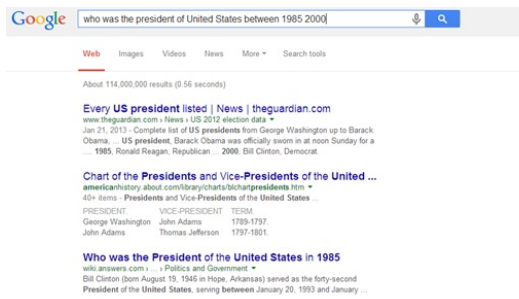 Google who was the president of United States between 1985 2000
Web Images Videos News More Search tools
About 114,000,000 results (0.56 seconds)
Every US president listed | News | theguardian.com
www.theguardian.com › News › US 2012 election data
Jan 21, 2013 - Complete list of US presidents from George Washington up to Barack
Obama, ... US president, Barack Obama was officially sworn in at noon Sunday for a
.... 1985, Ronald Reagan, Republican ... 2000, Bill Clinton, Democrat.
Chart of the Presidents and Vice-Presidents of the United ...
americanhistory.about.com/library/charts/blchartpresidents.htm
40+ items - Presidents and Vice-Presidents of the United States ...
PRESIDENT. VICE-PRESIDENT TERM.
George Washington John Adams 1789-1797.
John Adams Thomas Jefferson 1797-1801.
Who was the President of the United States in 1985
wiki.answers.com › ... › Politics and Government
Bill Clinton (born August 19, 1946 in Hope, Arkansas) served as the forty-second
President of the United States, serving between January 20, 1993 and January ...